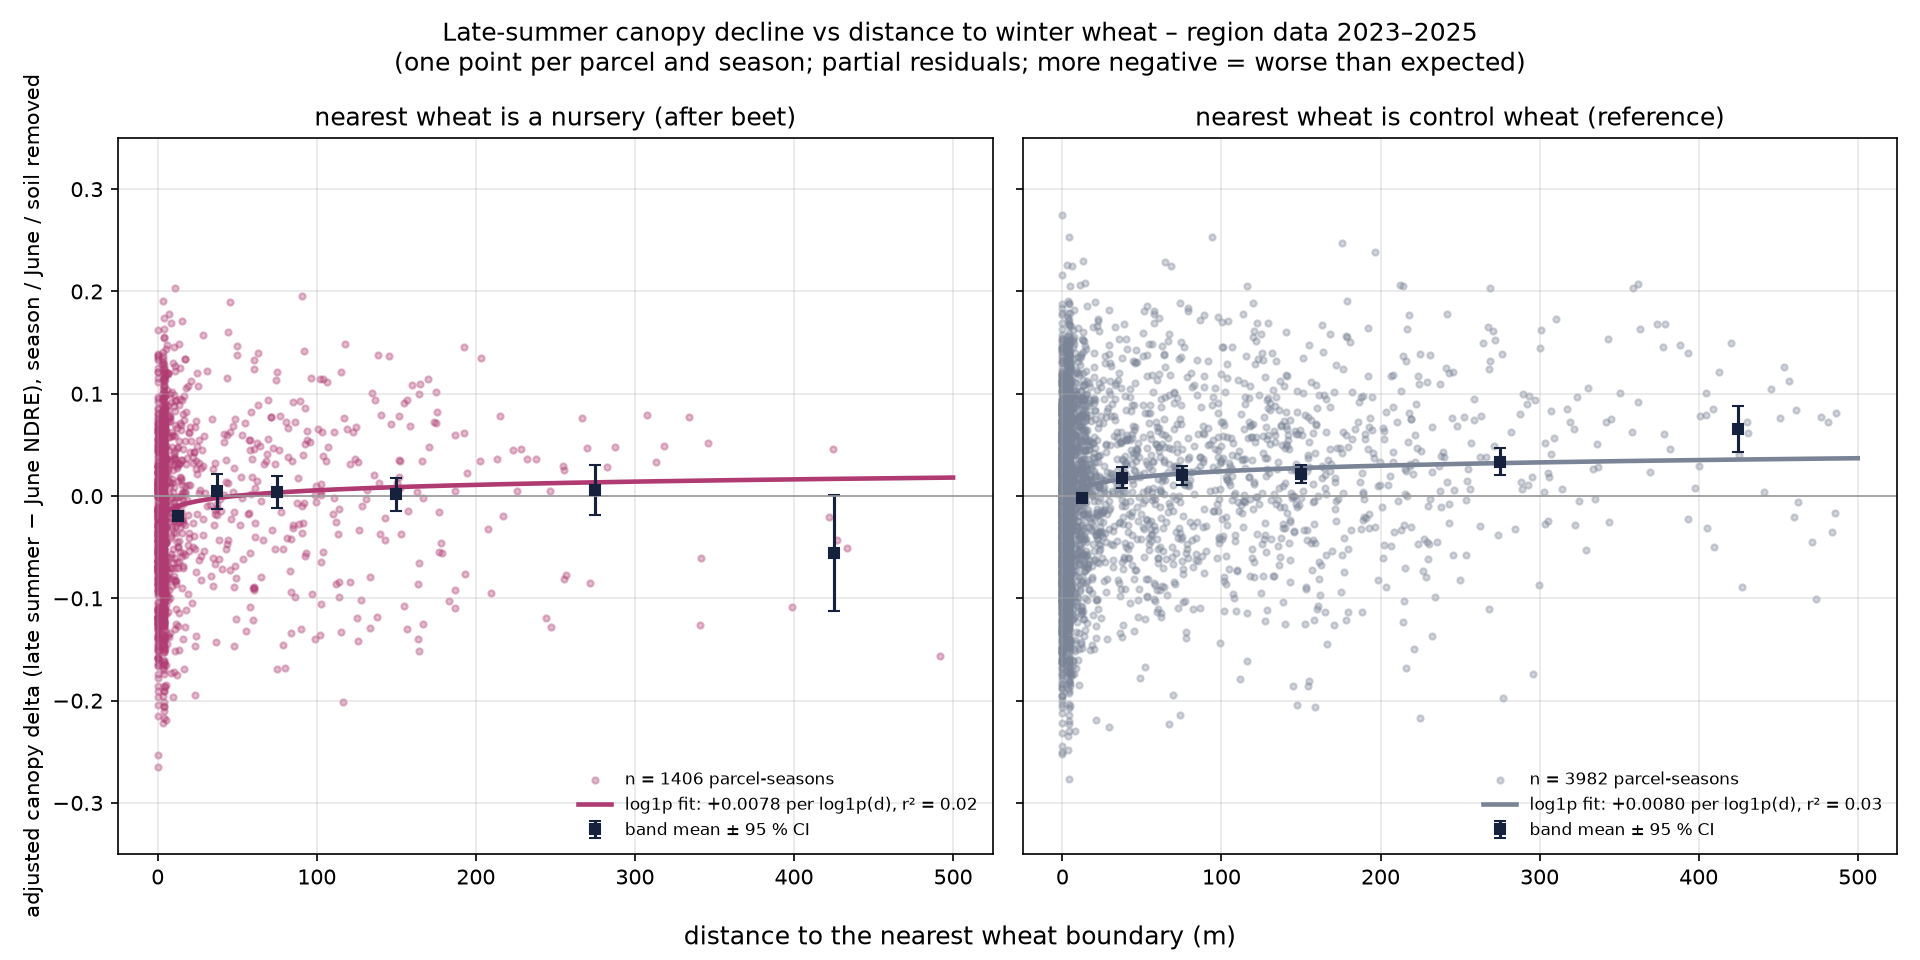 Late-summer canopy decline vs distance to winter wheat – region data 2023–2025
(one point per parcel and season; partial residuals; more negative = worse than expected)
nearest wheat is a nursery (after beet)
nearest wheat is control wheat (reference)
adjusted canopy delta (late summer − June NDRE), season / June / soil removed
0.3
0.2
0.1
0.0
−0.1
−0.2
−0.3
n = 1406 parcel-seasons
log1p fit: +0.0078 per log1p(d), r² = 0.02
band mean ± 95 % CI
n = 3982 parcel-seasons
log1p fit: +0.0080 per log1p(d), r² = 0.03
band mean ± 95 % CI
0 100 200 300 400 500
0 100 200 300 400 500
distance to the nearest wheat boundary (m)